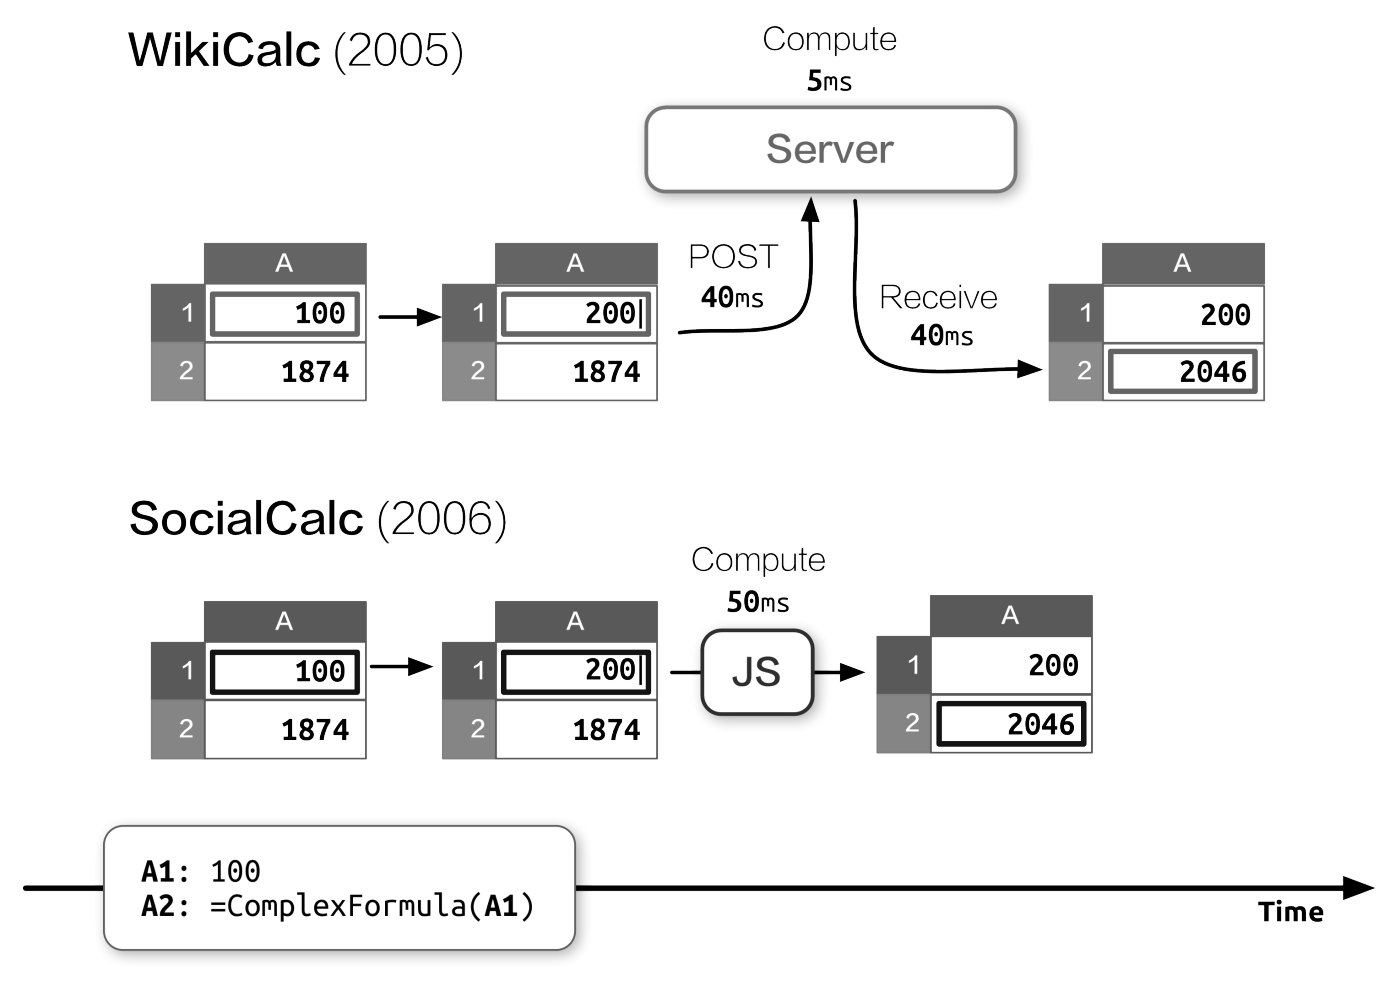 WikiCalc (2005)
Compute
5ms
Server
A
1 100
2 1874
A
1 200
2 1874
POST
40ms
Receive
40ms
A
1 200
2 2046
SocialCalc (2006)
Compute
50ms
A
1 100
2 1874
A
1 200
2 1874
JS
A
1 200
2 2046
A1: 100
A2: =ComplexFormula(A1)
Time